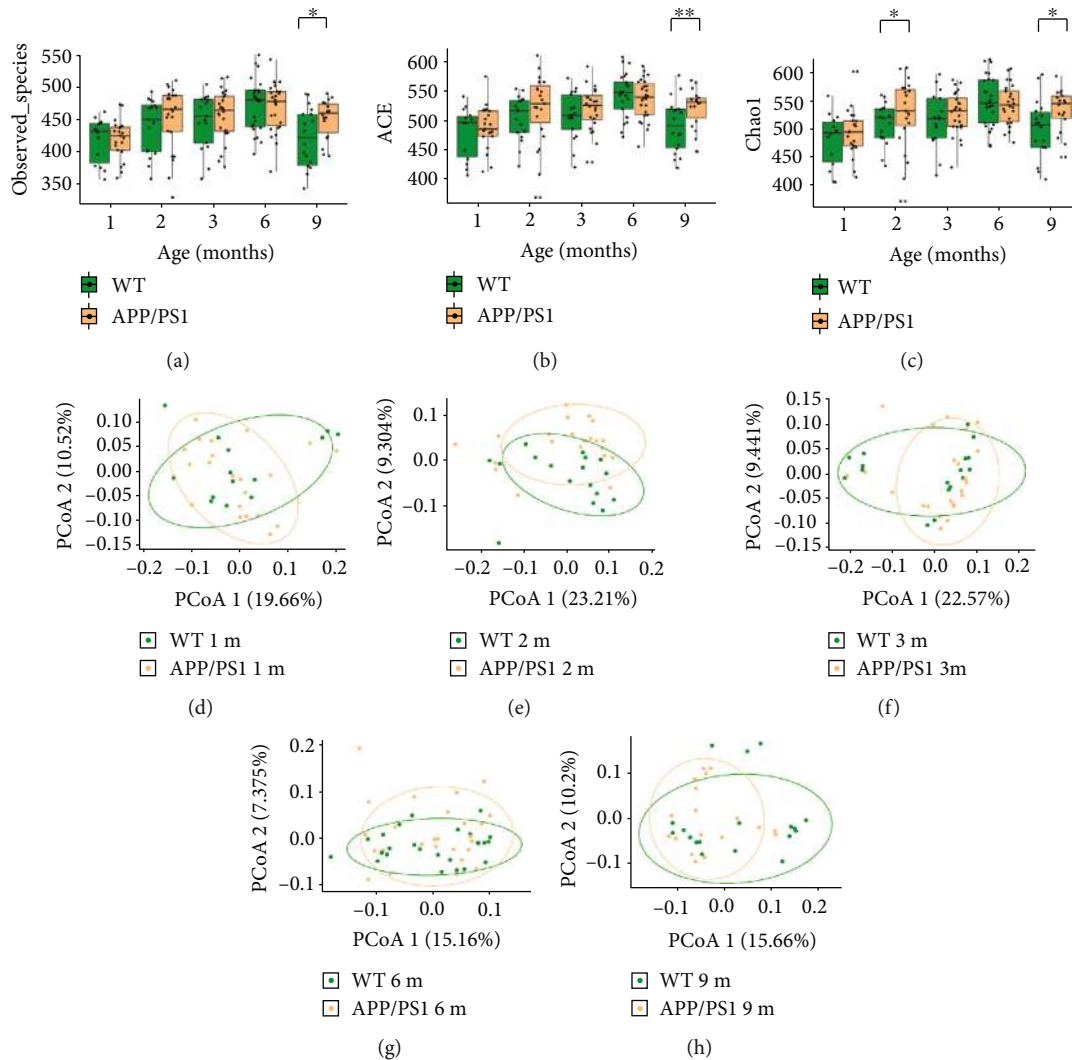 *
**
*
*
Observed_species
550
500
450
400
350
1 2 3 6 9
Age (months)
WT
APP/PS1
(a)
ACE
600
550
500
450
400
1 2 3 6 9
Age (months)
WT
APP/PS1
(b)
Chao1
600
550
500
450
400
1 2 3 6 9
Age (months)
WT
APP/PS1
(c)
PCoA 2 (10.52%)
0.10
0.05
0.00
−0.05
−0.10
−0.15
−0.2 −0.1 0.0 0.1 0.2
PCoA 1 (19.66%)
WT 1 m
APP/PS1 1 m
(d)
PCoA 2 (9.304%)
0.1
0.0
−0.1
−0.2 −0.1 0.0 0.1 0.2
PCoA 1 (23.21%)
WT 2 m
APP/PS1 2 m
(e)
PCoA 2 (9.441%)
0.15
0.10
0.05
0.00
−0.05
−0.10
−0.15
−0.2 −0.1 0.0 0.1 0.2
PCoA 1 (22.57%)
WT 3 m
APP/PS1 3m
(f)
PCoA 2 (7.375%)
0.2
0.1
0.0
−0.1
−0.1 0.0 0.1
PCoA 1 (15.16%)
WT 6 m
APP/PS1 6 m
(g)
PCoA 2 (10.2%)
0.1
0.0
−0.1
−0.1 0.0 0.1 0.2
PCoA 1 (15.66%)
WT 9 m
APP/PS1 9 m
(h)